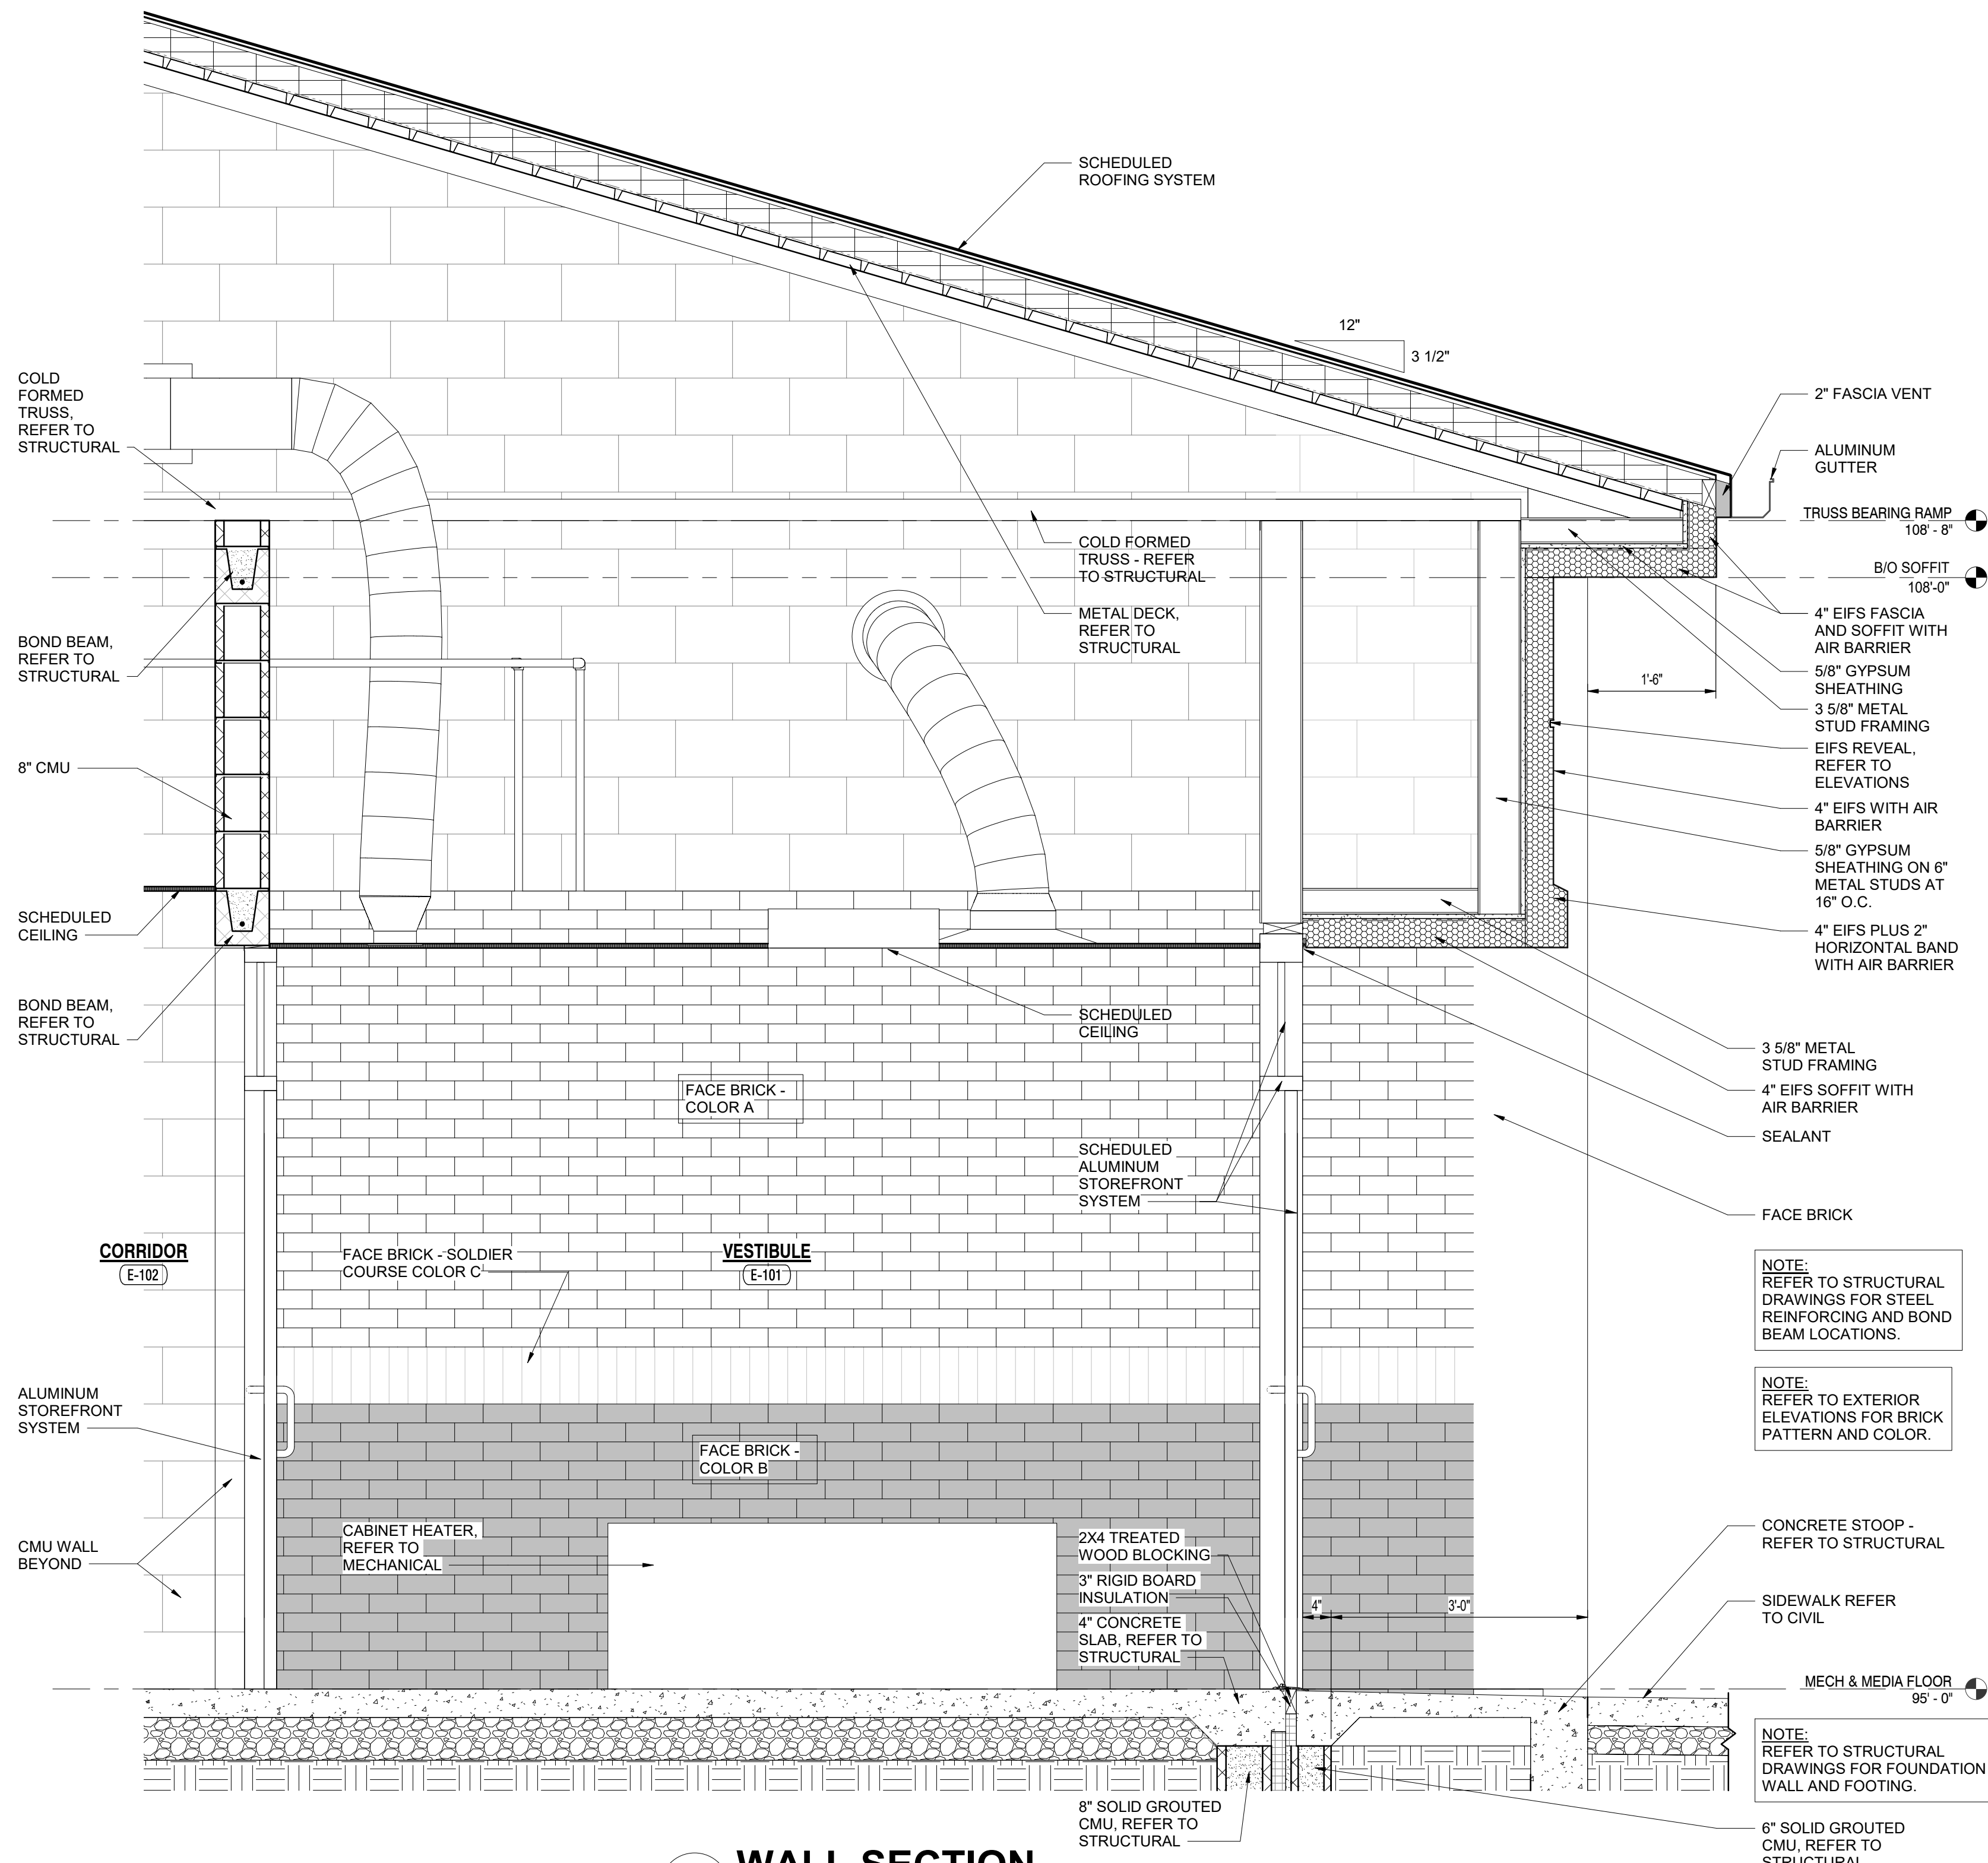 SCHEDULED
ROOFING SYSTEM
12"
3 1/2"
COLD
FORMED
TRUSS,
REFER TO
STRUCTURAL
BOND BEAM,
REFER TO
STRUCTURAL
8" CMU
SCHEDULED
CEILING
BOND BEAM,
REFER TO
STRUCTURAL
CORRIDOR
E-102
ALUMINUM
STOREFRONT
SYSTEM
CMU WALL
BEYOND
COLD FORMED
TRUSS - REFER
TO STRUCTURAL
METAL DECK,
REFER TO
STRUCTURAL
SCHEDULED
CEILING
FACE BRICK -
COLOR A
SCHEDULED
ALUMINUM
STOREFRONT
SYSTEM
FACE BRICK - SOLDIER
COURSE COLOR C
VESTIBULE
E-101
FACE BRICK -
COLOR B
CABINET HEATER,
REFER TO
MECHANICAL
2X4 TREATED
WOOD BLOCKING
3" RIGID BOARD
INSULATION
4" CONCRETE
SLAB, REFER TO
STRUCTURAL
4"
3'-0"
8" SOLID GROUTED
CMU, REFER TO
STRUCTURAL
2" FASCIA VENT
ALUMINUM
GUTTER
TRUSS BEARING RAMP
108' - 8"
B/O SOFFIT
108'-0"
1'-6"
4" EIFS FASCIA
AND SOFFIT WITH
AIR BARRIER
5/8" GYPSUM
SHEATHING
3 5/8" METAL
STUD FRAMING
EIFS REVEAL,
REFER TO
ELEVATIONS
4" EIFS WITH AIR
BARRIER
5/8" GYPSUM
SHEATHING ON 6"
METAL STUDS AT
16" O.C.
4" EIFS PLUS 2"
HORIZONTAL BAND
WITH AIR BARRIER
3 5/8" METAL
STUD FRAMING
4" EIFS SOFFIT WITH
AIR BARRIER
SEALANT
FACE BRICK
NOTE:
REFER TO STRUCTURAL
DRAWINGS FOR STEEL
REINFORCING AND BOND
BEAM LOCATIONS.
NOTE:
REFER TO EXTERIOR
ELEVATIONS FOR BRICK
PATTERN AND COLOR.
CONCRETE STOOP -
REFER TO STRUCTURAL
SIDEWALK REFER
TO CIVIL
MECH & MEDIA FLOOR
95' - 0"
NOTE:
REFER TO STRUCTURAL
DRAWINGS FOR FOUNDATION
WALL AND FOOTING.
6" SOLID GROUTED
CMU, REFER TO
STRUCTURAL
WALL SECTION